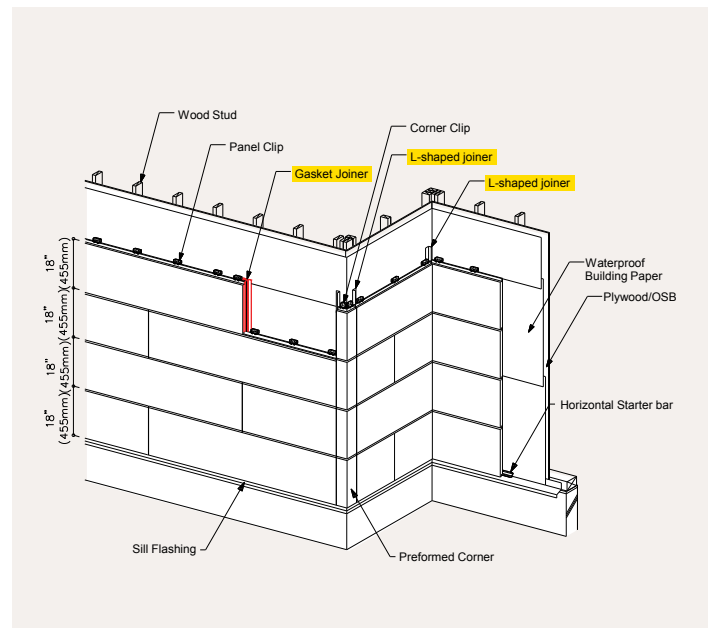 Wood Stud
Panel Clip
Gasket Joiner
Corner Clip
L-shaped joiner
L-shaped joiner
Waterproof
Building Paper
Plywood/OSB
Horizontal Starter bar
18"
(455mm)
18"
(455mm)
18"
(455mm)
18"
(455mm)
Sill Flashing
Preformed Corner